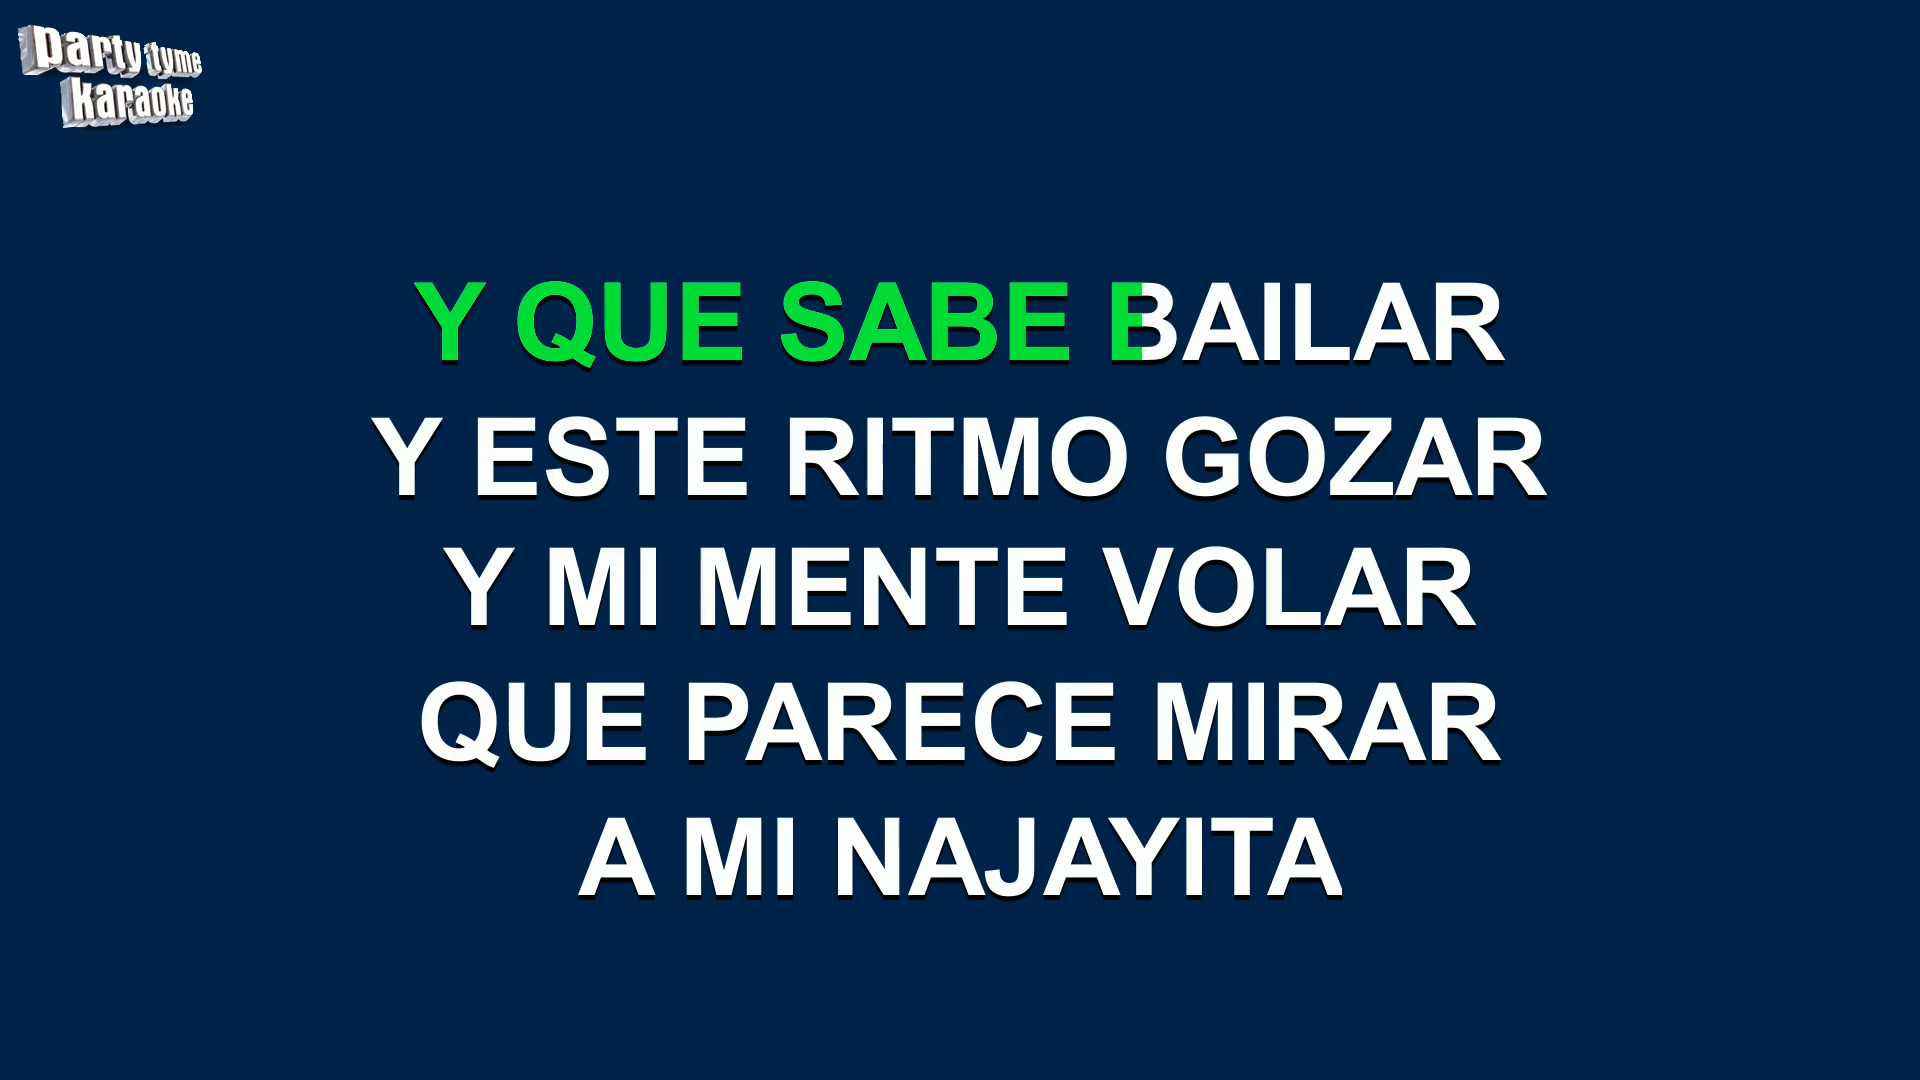 party tyme
karaoke
Y QUE SABE BAILAR
Y ESTE RITMO GOZAR
Y MI MENTE VOLAR
QUE PARECE MIRAR
A MI NAJAYITA